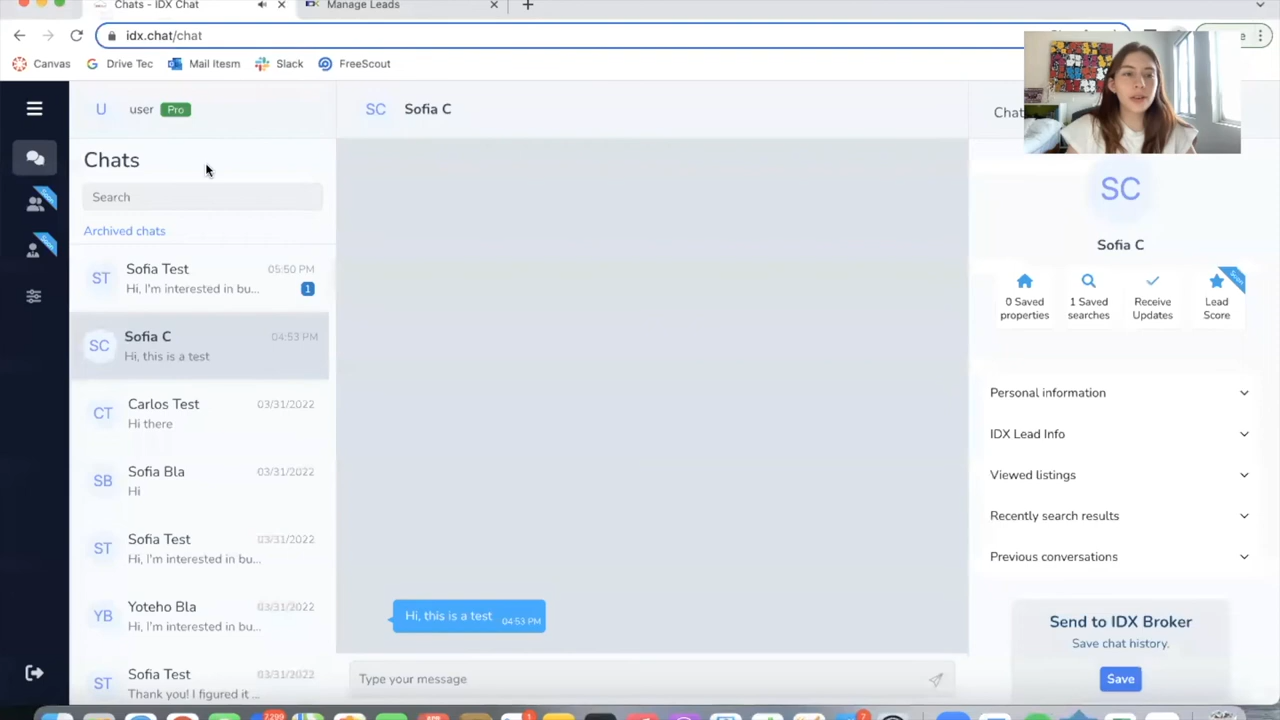 Chats - IDX Chat
Manage Leads
idx.chat/chat
Canvas
Drive Tec
Mail Itesm
Slack
FreeScout
U
user
Pro
SC
Sofia C
Chat
Chats
Search
Archived chats
ST
Sofia Test
05:50 PM
Hi, I'm interested in bu...
1
SC
Sofia C
04:53 PM
Hi, this is a test
CT
Carlos Test
03/31/2022
Hi there
SB
Sofia Bla
03/31/2022
Hi
ST
Sofia Test
03/31/2022
Hi, I'm interested in bu...
YB
Yoteho Bla
03/31/2022
Hi, I'm interested in bu...
ST
Sofia Test
03/31/2022
Thank you! I figured it ...
Hi, this is a test
04:53 PM
Type your message
SC
Sofia C
0 Saved
properties
1 Saved
searches
Receive
Updates
Lead
Score
Soon
Personal information
IDX Lead Info
Viewed listings
Recently search results
Previous conversations
Send to IDX Broker
Save chat history.
Save
7299